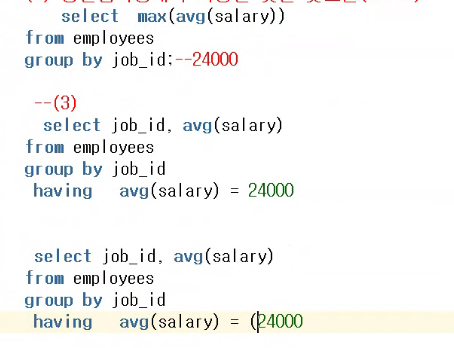 select max(avg(salary))
from employees
group by job_id;--24000
--(3)
select job_id, avg(salary)
from employees
group by job_id
having avg(salary) = 24000
select job_id, avg(salary)
from employees
group by job_id
having avg(salary) = (24000